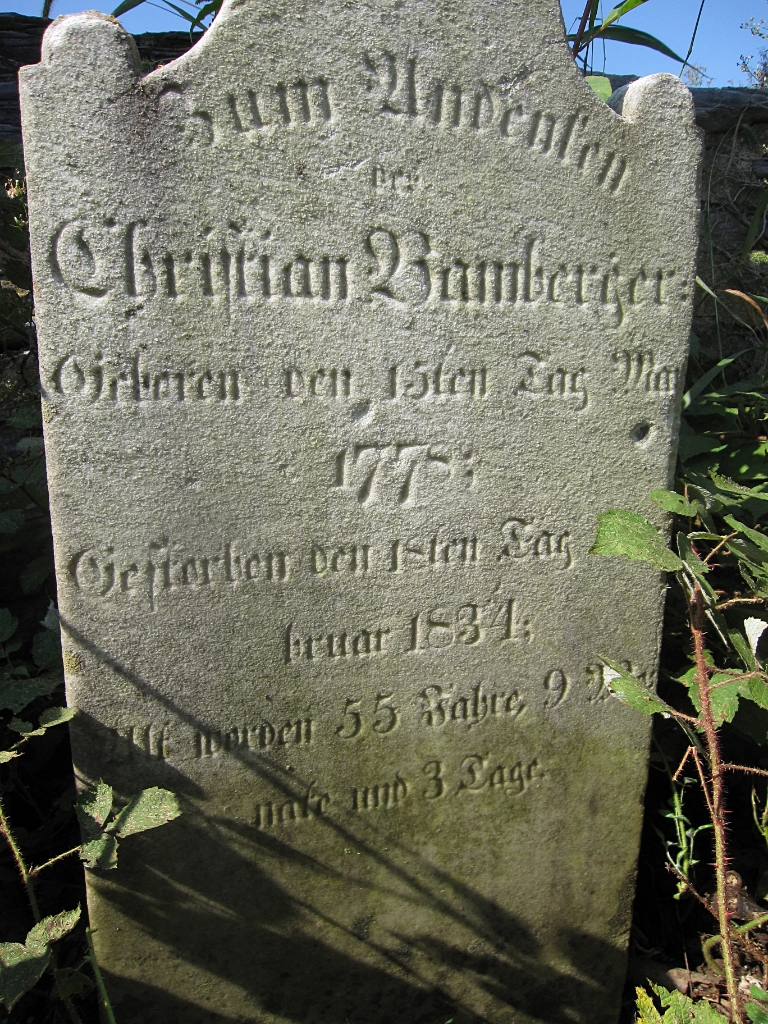 Zum Andenken
der
Christian Bamberger:
Geboren den 15ten Tag May
1778:
Gestorben den 18ten Tag
bruar 1834:
Alt worden 55 Jahre, 9 Mo
nate und 3 Tage.